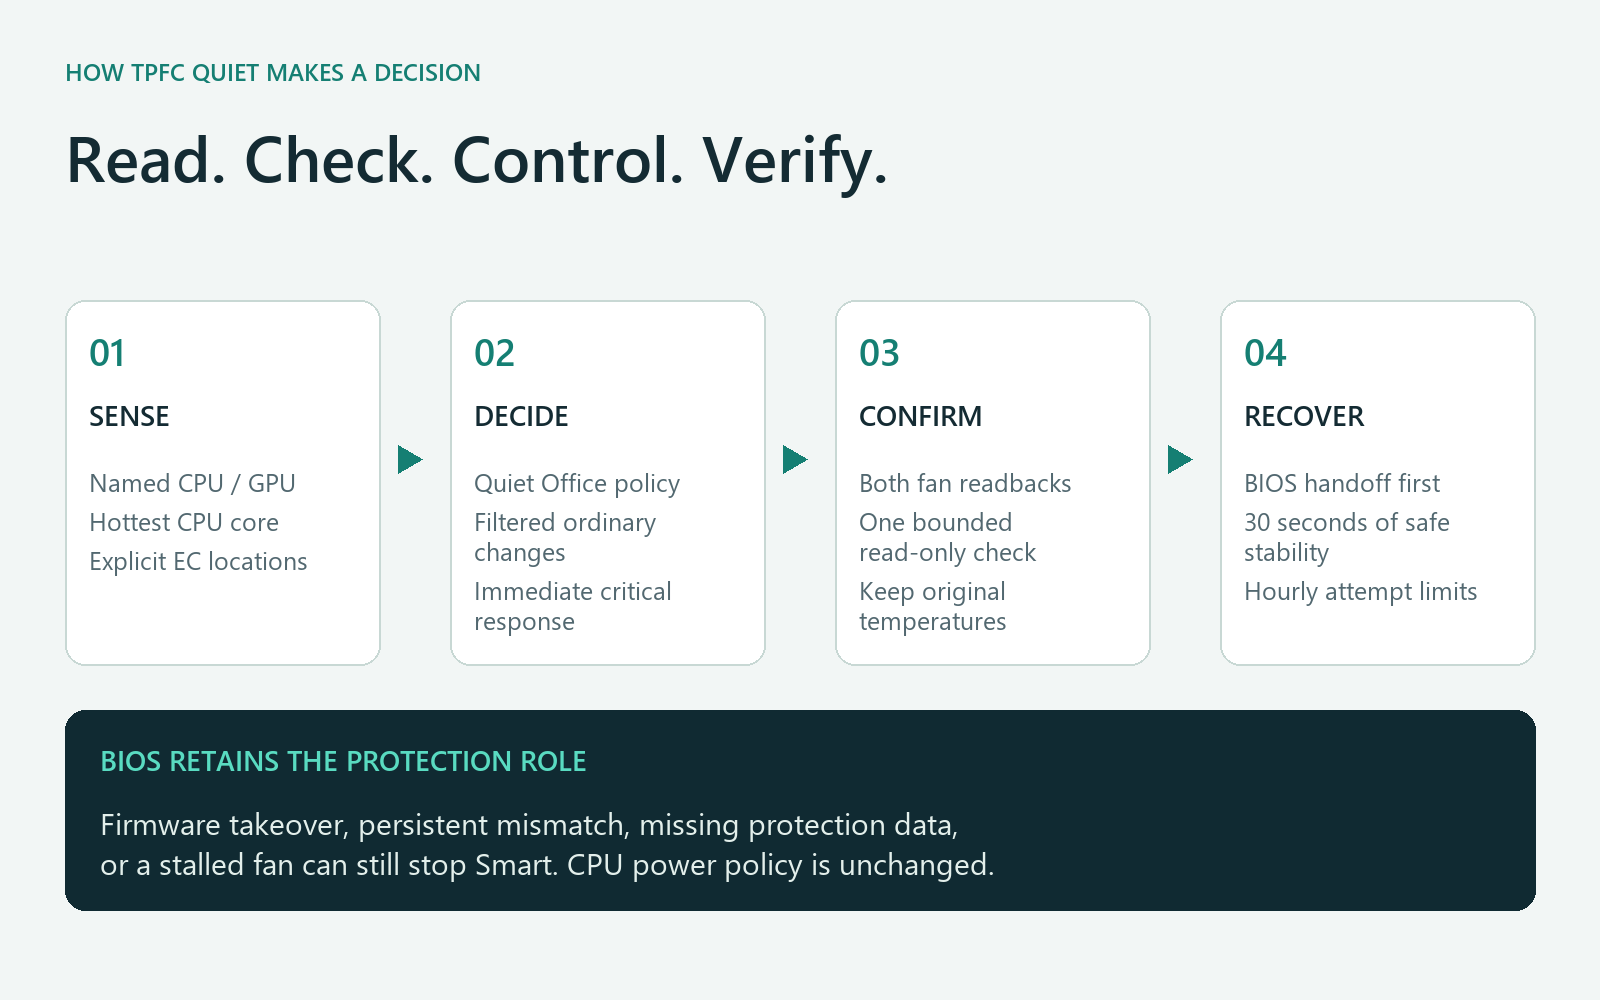 HOW TPFC QUIET MAKES A DECISION
Read. Check. Control. Verify.
01
SENSE
Named CPU / GPU
Hottest CPU core
Explicit EC locations
02
DECIDE
Quiet Office policy
Filtered ordinary
changes
Immediate critical
response
03
CONFIRM
Both fan readbacks
One bounded
read-only check
Keep original
temperatures
04
RECOVER
BIOS handoff first
30 seconds of safe
stability
Hourly attempt limits
BIOS RETAINS THE PROTECTION ROLE
Firmware takeover, persistent mismatch, missing protection data,
or a stalled fan can still stop Smart. CPU power policy is unchanged.